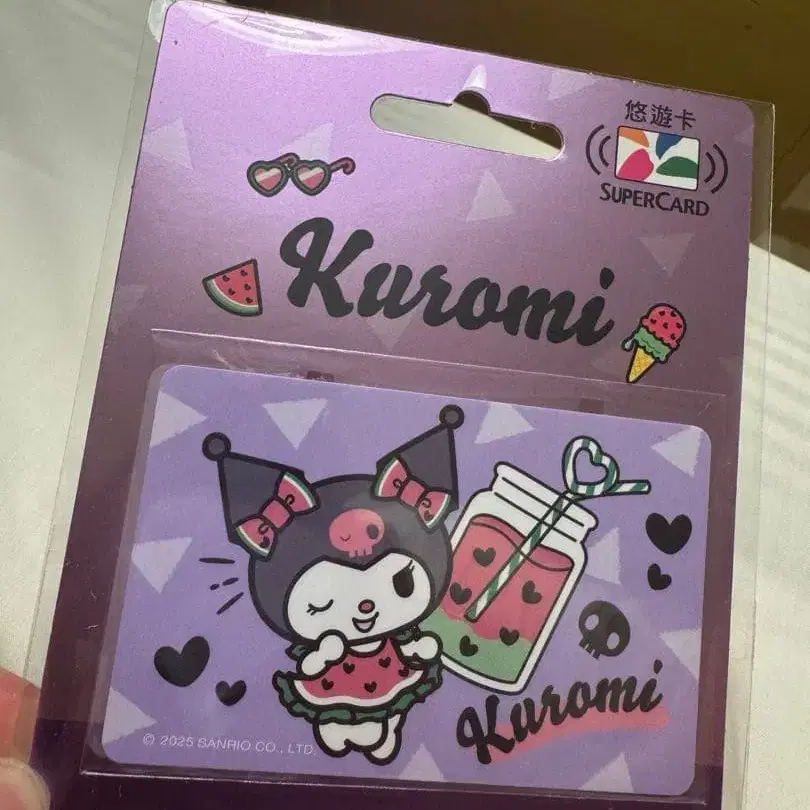 悠遊卡
SUPERCARD
Kuromi
Kuromi
© 2025 SANRIO CO., LTD.